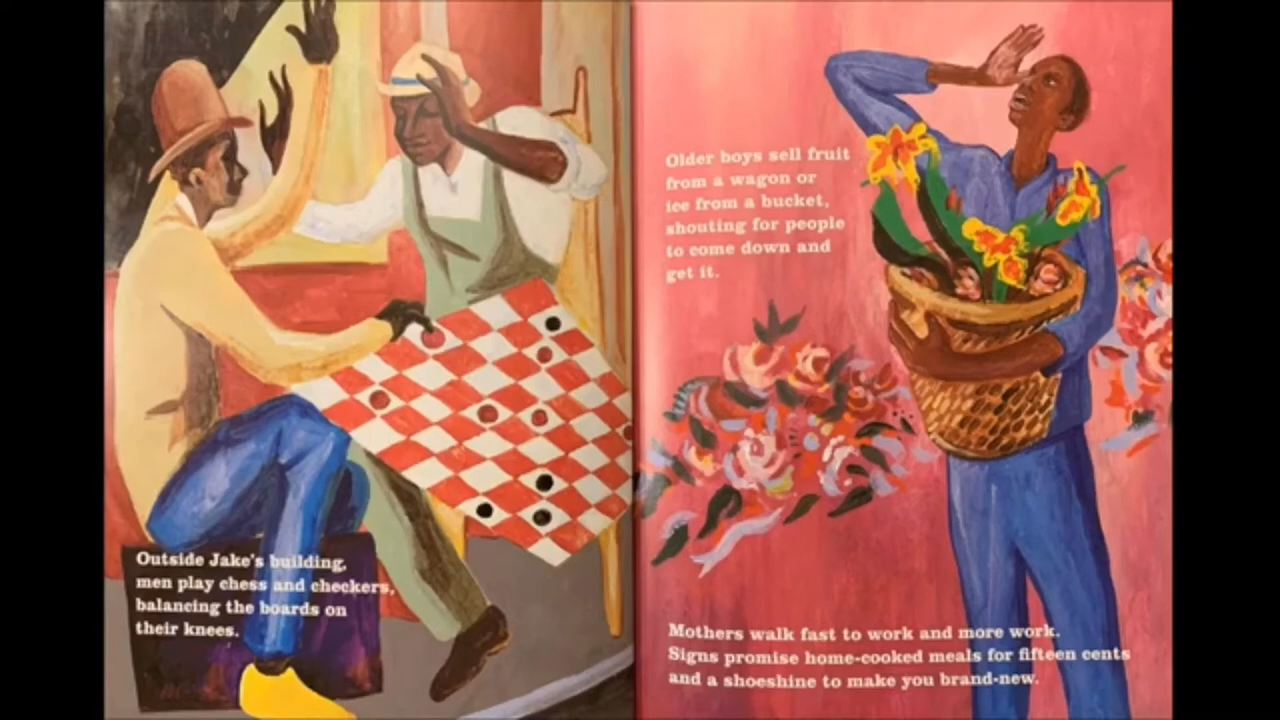 Outside Jake's building,
men play chess and checkers,
balancing the boards on
their knees.
Older boys sell fruit
from a wagon or
ice from a bucket,
shouting for people
to come down and
get it.
Mothers walk fast to work and more work.
Signs promise home-cooked meals for fifteen cents
and a shoeshine to make you brand-new.